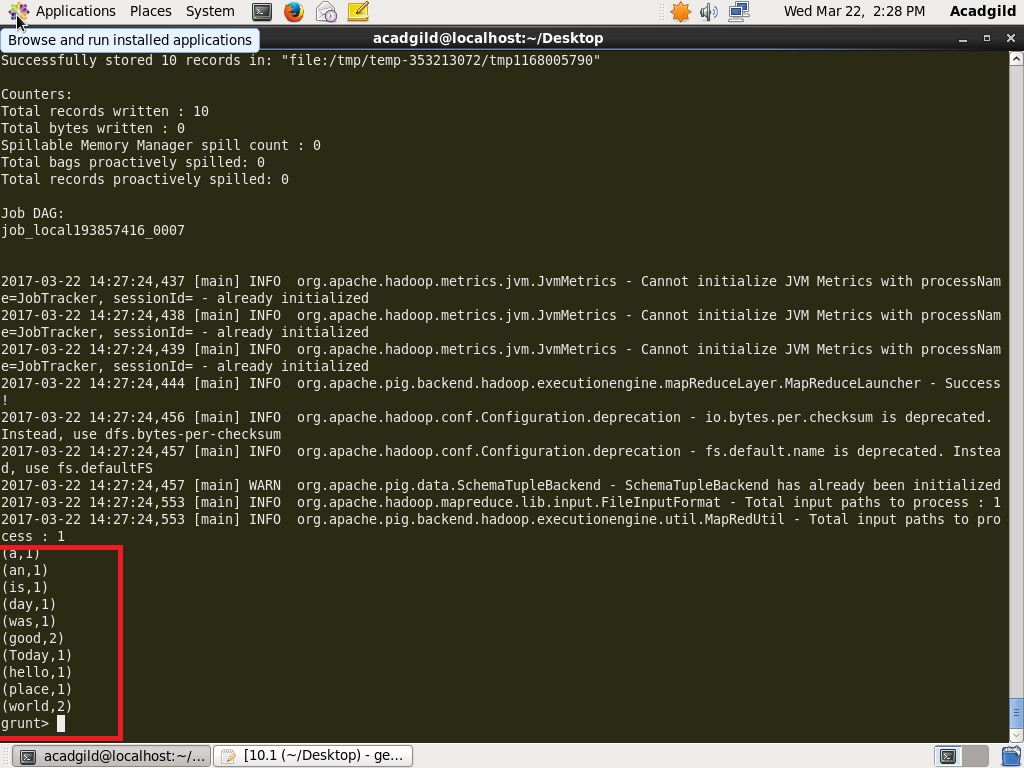 Applications Places System Wed Mar 22, 2:28 PM Acadgild
Browse and run installed applications
acadgild@localhost:~/Desktop
Successfully stored 10 records in: "file:/tmp/temp-353213072/tmp1168005790"
Counters:
Total records written : 10
Total bytes written : 0
Spillable Memory Manager spill count : 0
Total bags proactively spilled: 0
Total records proactively spilled: 0
Job DAG:
job_local193857416_0007
2017-03-22 14:27:24,437 [main] INFO  org.apache.hadoop.metrics.jvm.JvmMetrics - Cannot initialize JVM Metrics with processNam
e=JobTracker, sessionId= - already initialized
2017-03-22 14:27:24,438 [main] INFO  org.apache.hadoop.metrics.jvm.JvmMetrics - Cannot initialize JVM Metrics with processNam
e=JobTracker, sessionId= - already initialized
2017-03-22 14:27:24,439 [main] INFO  org.apache.hadoop.metrics.jvm.JvmMetrics - Cannot initialize JVM Metrics with processNam
e=JobTracker, sessionId= - already initialized
2017-03-22 14:27:24,444 [main] INFO  org.apache.pig.backend.hadoop.executionengine.mapReduceLayer.MapReduceLauncher - Success
!
2017-03-22 14:27:24,456 [main] INFO  org.apache.hadoop.conf.Configuration.deprecation - io.bytes.per.checksum is deprecated.
Instead, use dfs.bytes-per-checksum
2017-03-22 14:27:24,457 [main] INFO  org.apache.hadoop.conf.Configuration.deprecation - fs.default.name is deprecated. Instea
d, use fs.defaultFS
2017-03-22 14:27:24,457 [main] WARN  org.apache.pig.data.SchemaTupleBackend - SchemaTupleBackend has already been initialized
2017-03-22 14:27:24,553 [main] INFO  org.apache.hadoop.mapreduce.lib.input.FileInputFormat - Total input paths to process : 1
2017-03-22 14:27:24,553 [main] INFO  org.apache.pig.backend.hadoop.executionengine.util.MapRedUtil - Total input paths to pro
cess : 1
(a,1)
(an,1)
(is,1)
(day,1)
(was,1)
(good,2)
(Today,1)
(hello,1)
(place,1)
(world,2)
grunt>
acadgild@localhost:~/... [10.1 (~/Desktop) - ge...